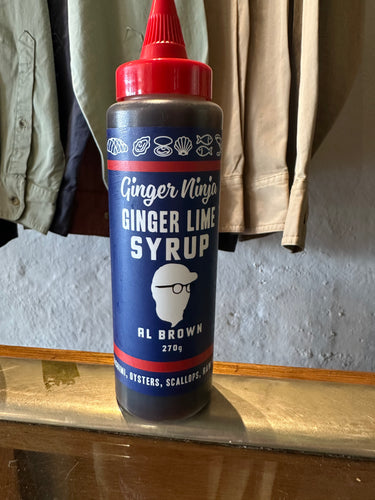 Ginger Ninja
GINGER LIME
SYRUP
AL BROWN
270g
OYSTERS, SCALLOPS,